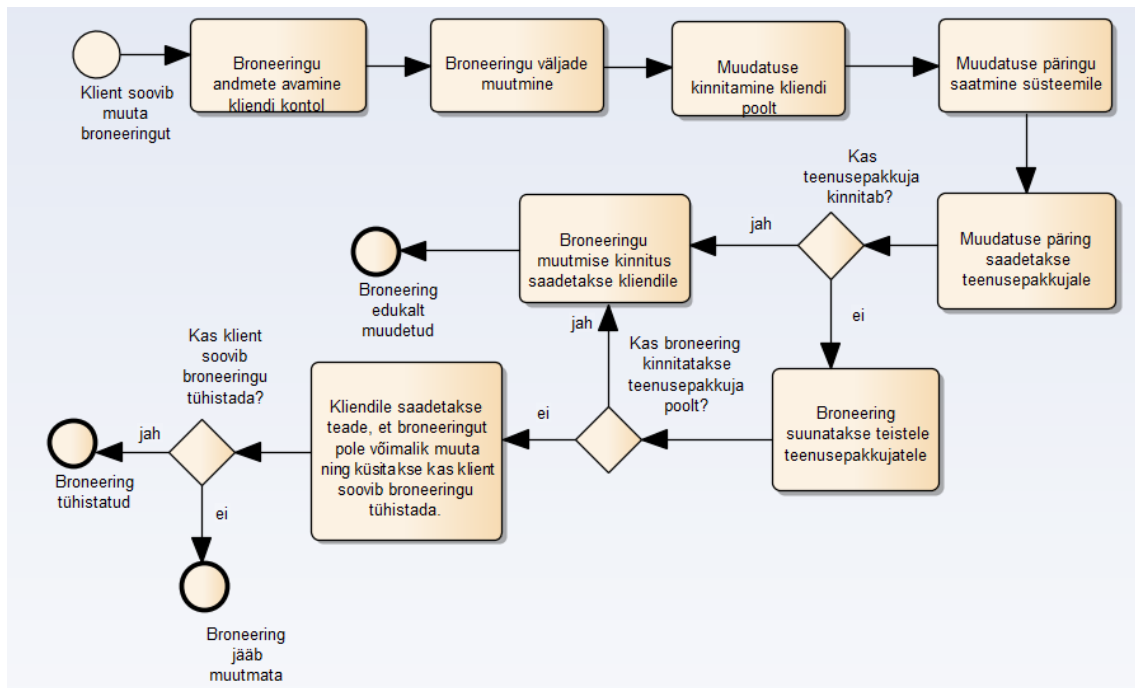 Klient soovib
muuta
broneeringut
Broneeringu
andmete avamine
kliendi kontol
Broneeringu väljade
muutmine
Muudatuse
kinnitamine kliendi
poolt
Muudatuse päringu
saatmine süsteemile
Muudatuse päring
saadetakse
teenusepakkujale
Kas
teenusepakkuja
kinnitab?
jah
ei
Broneeringu
muutmise kinnitus
saadetakse kliendile
Broneering
edukalt
muudetud
Broneering
suunatakse teistele
teenusepakkujatele
Kas broneering
kinnitatakse
teenusepakkuja
poolt?
jah
ei
Kliendile saadetakse
teade, et broneeringut
pole võimalik muuta
ning küsitakse kas klient
soovib broneeringu
tühistada.
Kas klient
soovib
broneeringu
tühistada?
jah
Broneering
tühistatud
ei
Broneering
jääb
muutmata